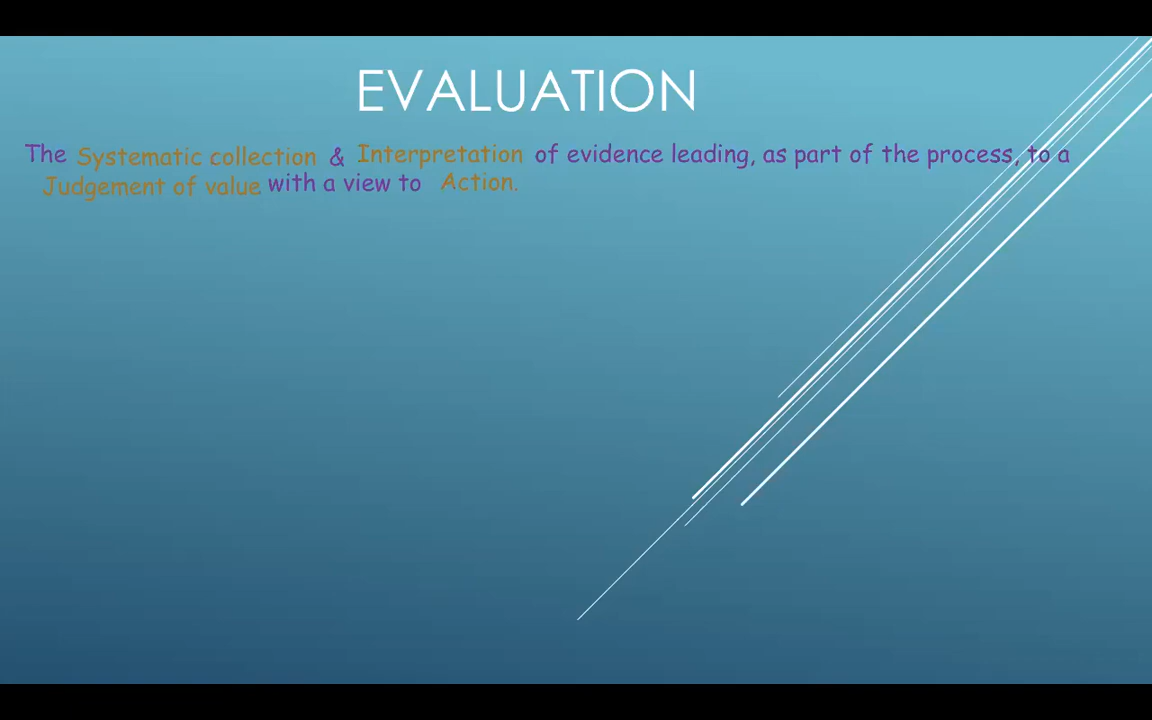 EVALUATION
The Systematic collection & Interpretation of evidence leading, as part of the process, to a
Judgement of value with a view to Action.